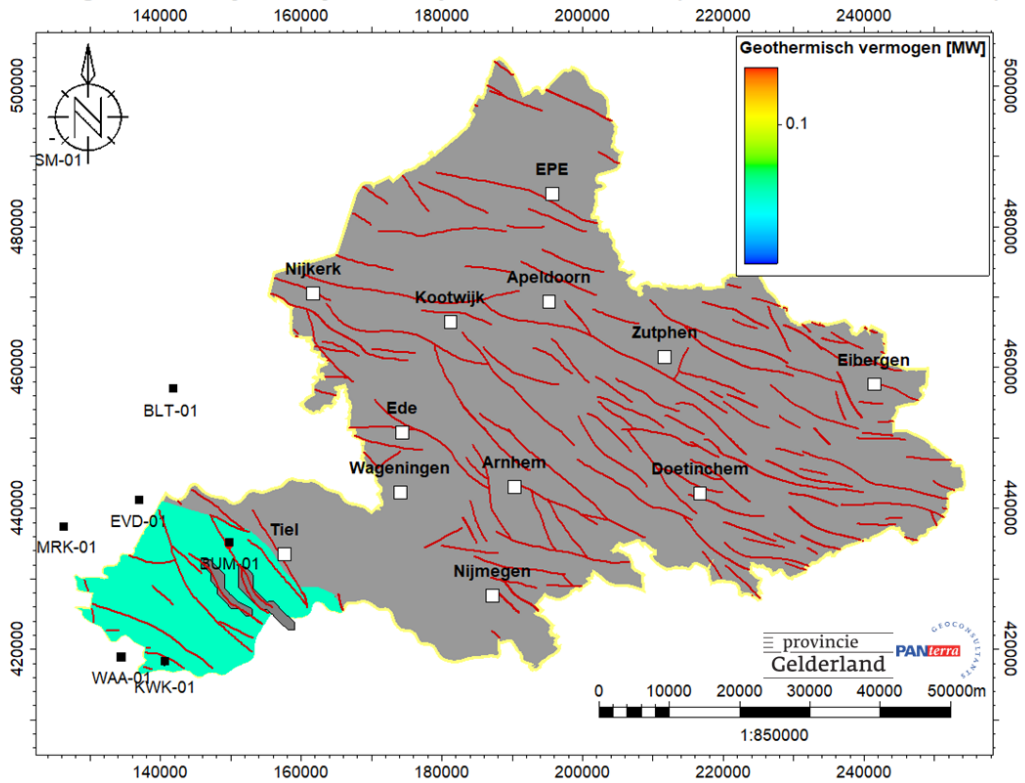 140000 160000 180000 200000 220000 240000
Geothermisch vermogen [MW]
0.1
N
SM-01
500000
480000
460000
440000
420000
500000
480000
460000
440000
420000
EPE
Nijkerk
Apeldoorn
Kootwijk
Zutphen
Eibergen
BLT-01
Ede
Wageningen
Arnhem
Doetinchem
EVD-01
MRK-01
Tiel
BUM-01
Nijmegen
WAA-01
KWK-01
provincie
Gelderland
PANterra
GEOCONSULTANTS
0 10000 20000 30000 40000 50000m
1:850000
140000 160000 180000 200000 220000 240000